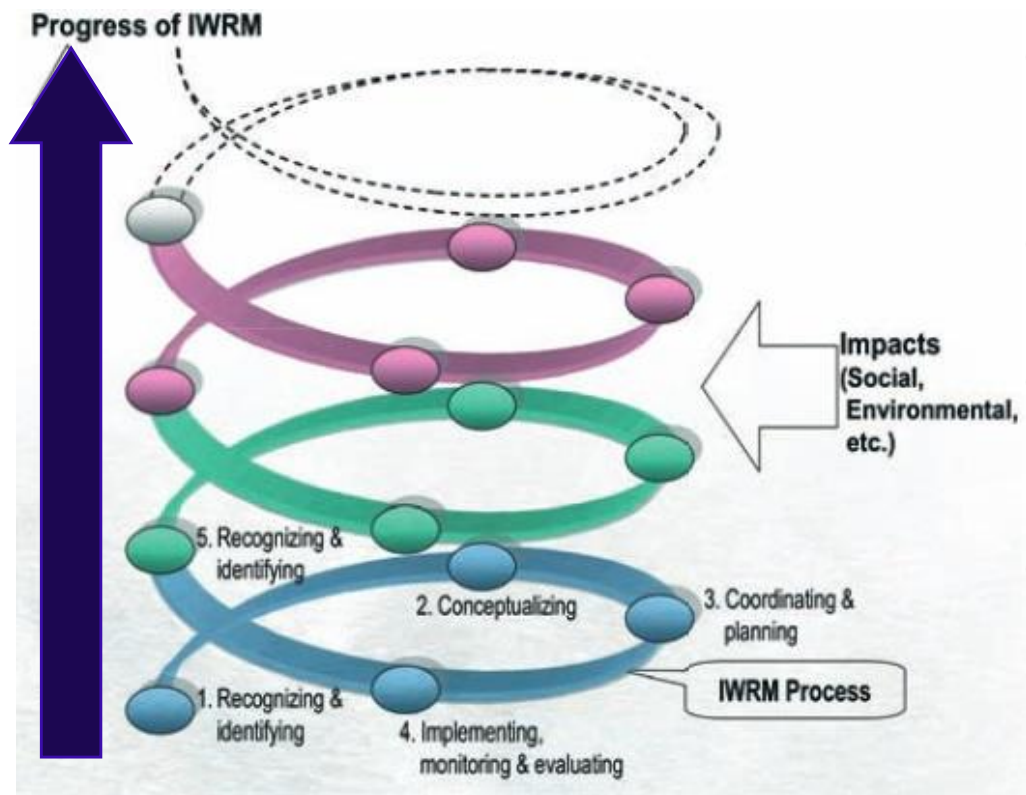 Progress of IWRM
Impacts
(Social,
Environmental,
etc.)
5. Recognizing &
identifying
2. Conceptualizing
3. Coordinating &
planning
IWRM Process
1. Recognizing &
identifying
4. Implementing,
monitoring & evaluating